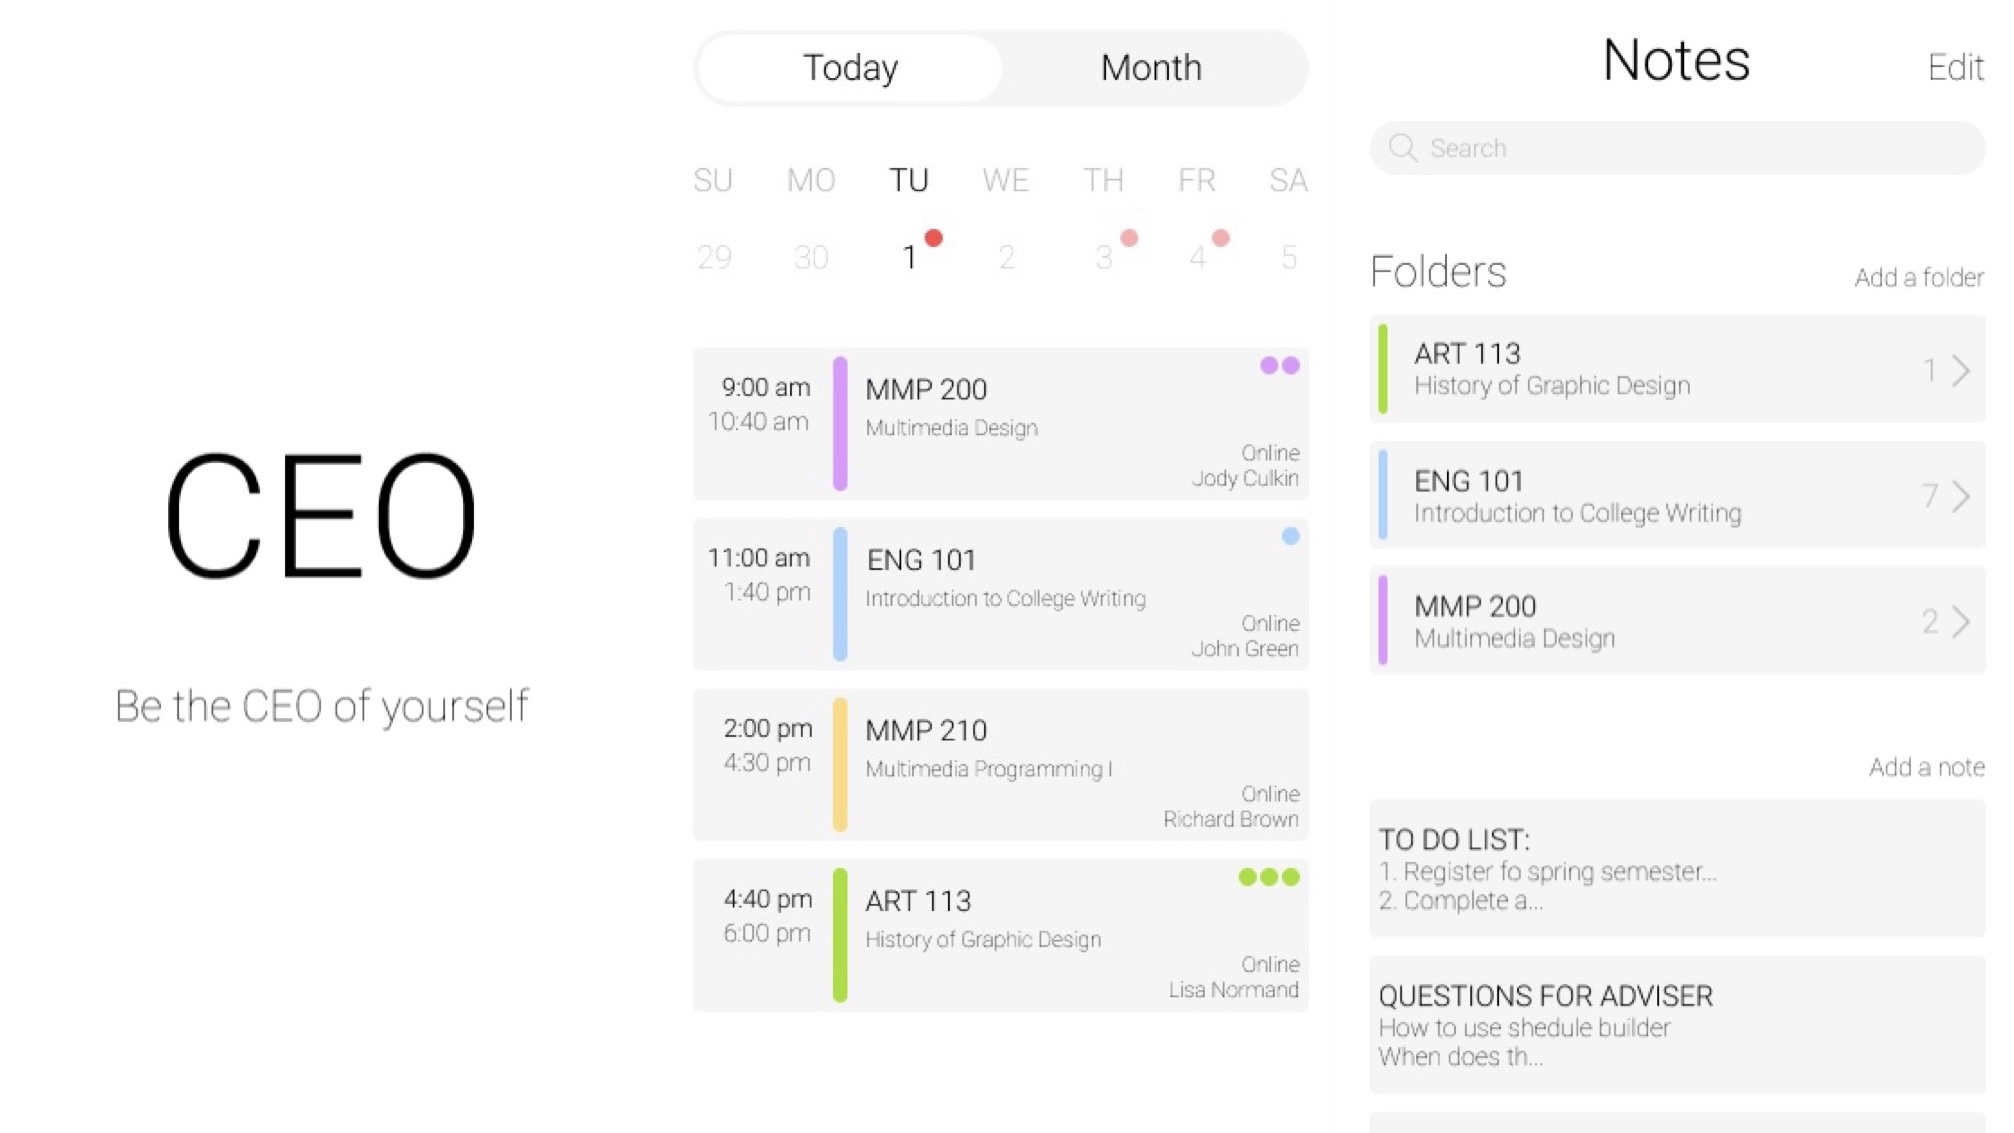 CEO
Be the CEO of yourself
Today Month
SU MO TU WE TH FR SA
29 30 1 2 3 4 5
9:00 am
10:40 am
MMP 200
Multimedia Design
Online
Jody Culkin
11:00 am
1:40 pm
ENG 101
Introduction to College Writing
Online
John Green
2:00 pm
4:30 pm
MMP 210
Multimedia Programming I
Online
Richard Brown
4:40 pm
6:00 pm
ART 113
History of Graphic Design
Online
Lisa Normand
Notes
Edit
Search
Folders
Add a folder
ART 113
History of Graphic Design
1
ENG 101
Introduction to College Writing
7
MMP 200
Multimedia Design
2
Add a note
TO DO LIST:
1. Register fo spring semester...
2. Complete a...
QUESTIONS FOR ADVISER
How to use shedule builder
When does th...